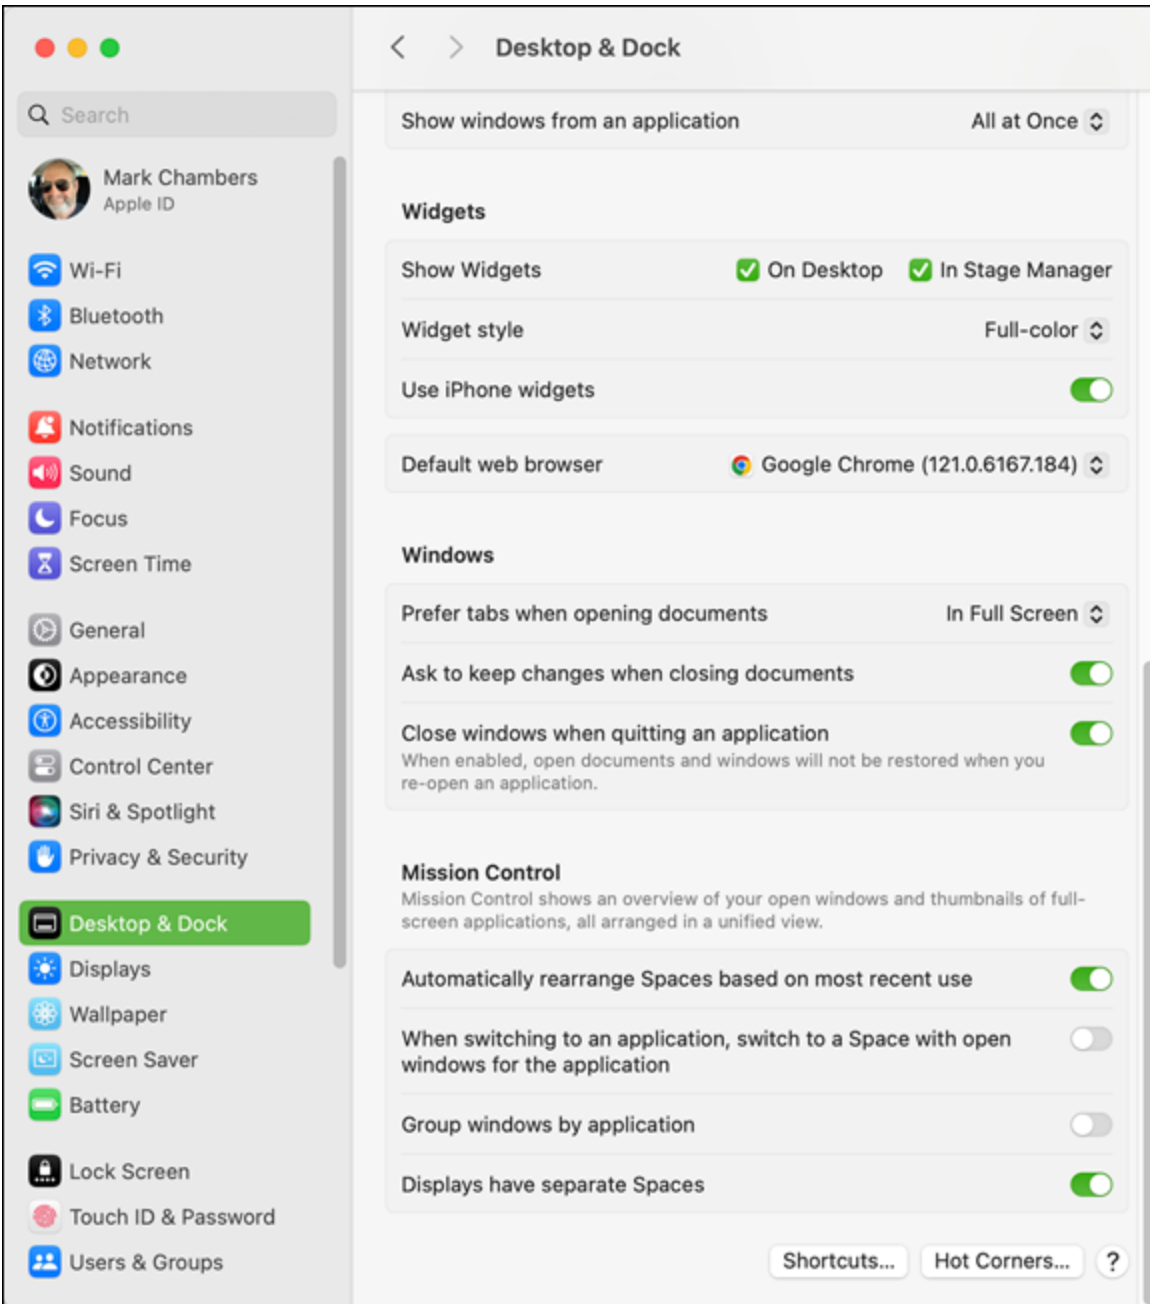 Search
Mark Chambers
Apple ID
Wi-Fi
Bluetooth
Network
Notifications
Sound
Focus
Screen Time
General
Appearance
Accessibility
Control Center
Siri & Spotlight
Privacy & Security
Desktop & Dock
Displays
Wallpaper
Screen Saver
Battery
Lock Screen
Touch ID & Password
Users & Groups
Desktop & Dock
Show windows from an application All at Once
Widgets
Show Widgets On Desktop In Stage Manager
Widget style Full-color
Use iPhone widgets
Default web browser Google Chrome (121.0.6167.184)
Windows
Prefer tabs when opening documents In Full Screen
Ask to keep changes when closing documents
Close windows when quitting an application
When enabled, open documents and windows will not be restored when you
re-open an application.
Mission Control
Mission Control shows an overview of your open windows and thumbnails of full-
screen applications, all arranged in a unified view.
Automatically rearrange Spaces based on most recent use
When switching to an application, switch to a Space with open
windows for the application
Group windows by application
Displays have separate Spaces
Shortcuts... Hot Corners... ?